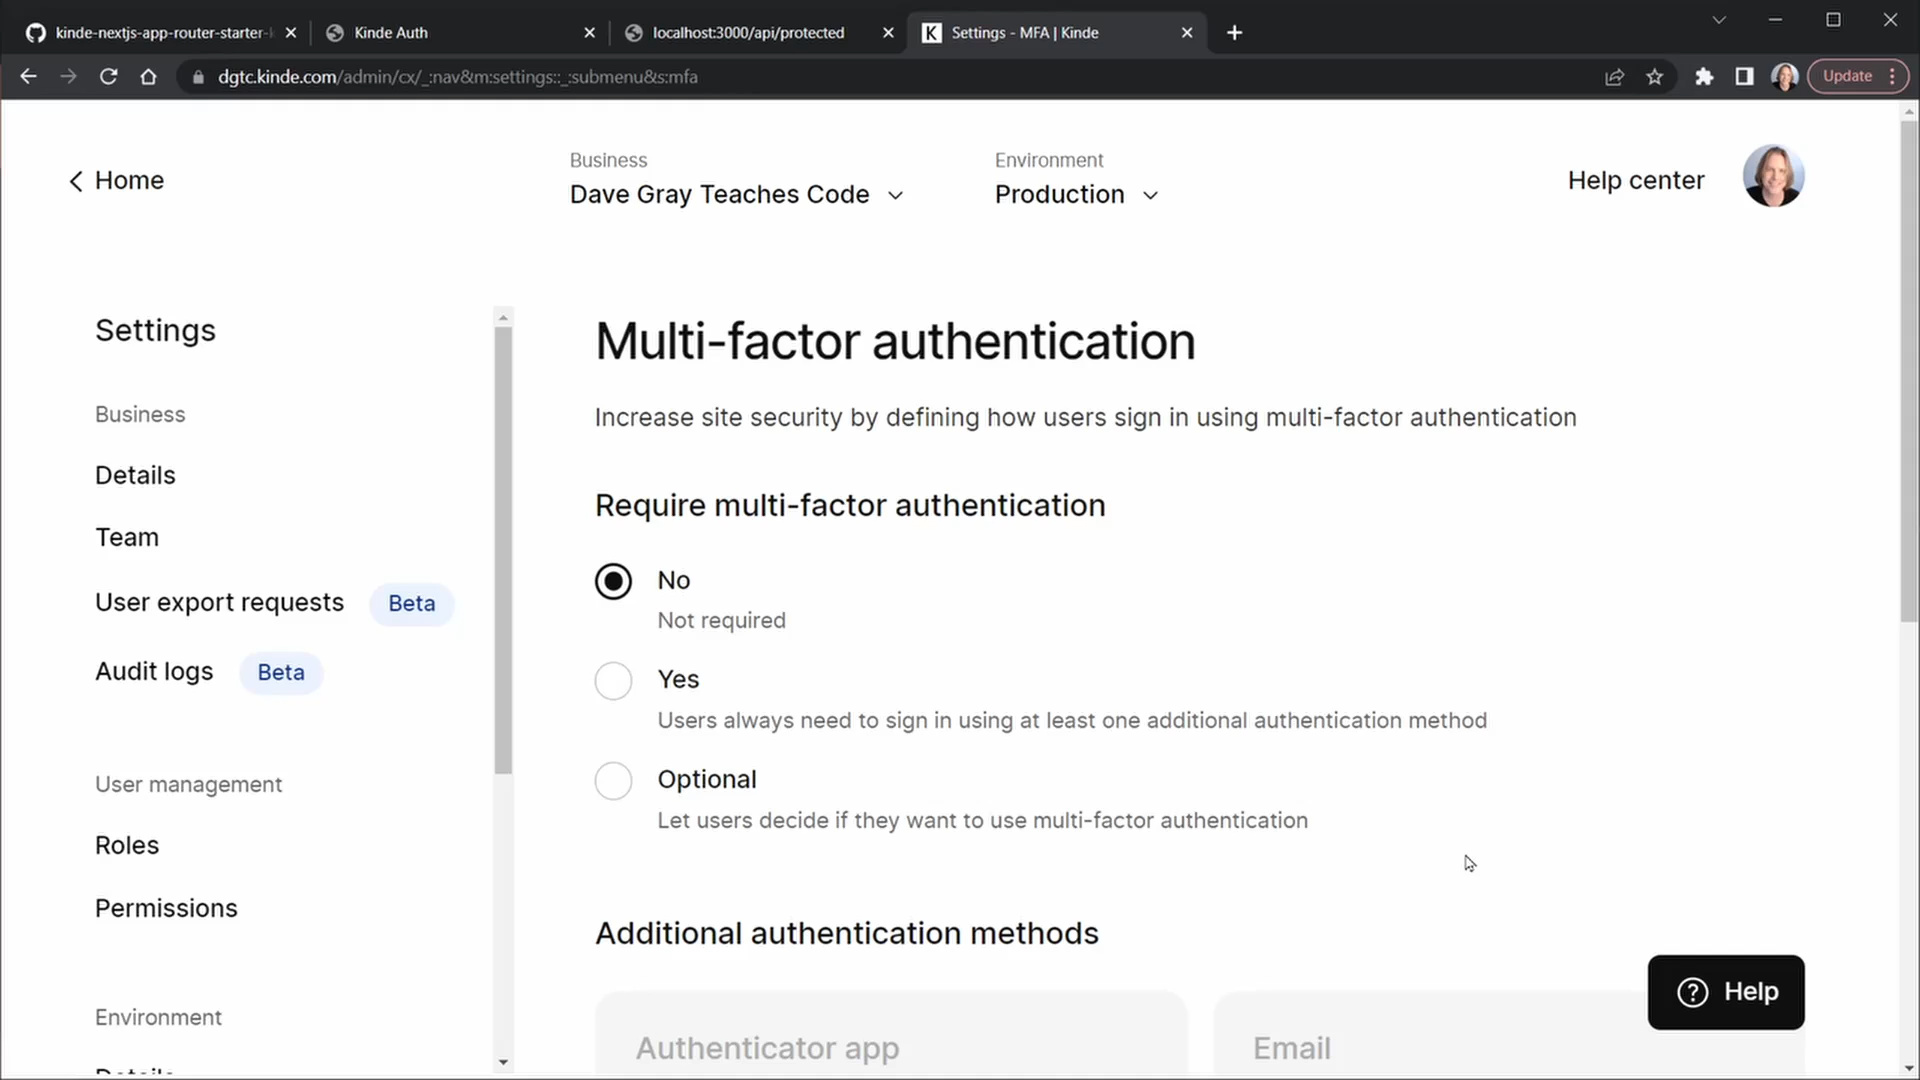 kinde-nextjs-app-router-starter-
Kinde Auth
localhost:3000/api/protected
K Settings - MFA | Kinde
dgtc.kinde.com/admin/cx/_:nav&m:settings::_:submenu&s:mfa
Update
Home
Business
Dave Gray Teaches Code
Environment
Production
Help center
Settings
Business
Details
Team
User export requests Beta
Audit logs Beta
User management
Roles
Permissions
Environment
Details
Multi-factor authentication
Increase site security by defining how users sign in using multi-factor authentication
Require multi-factor authentication
No
Not required
Yes
Users always need to sign in using at least one additional authentication method
Optional
Let users decide if they want to use multi-factor authentication
Additional authentication methods
Authenticator app
Email
? Help